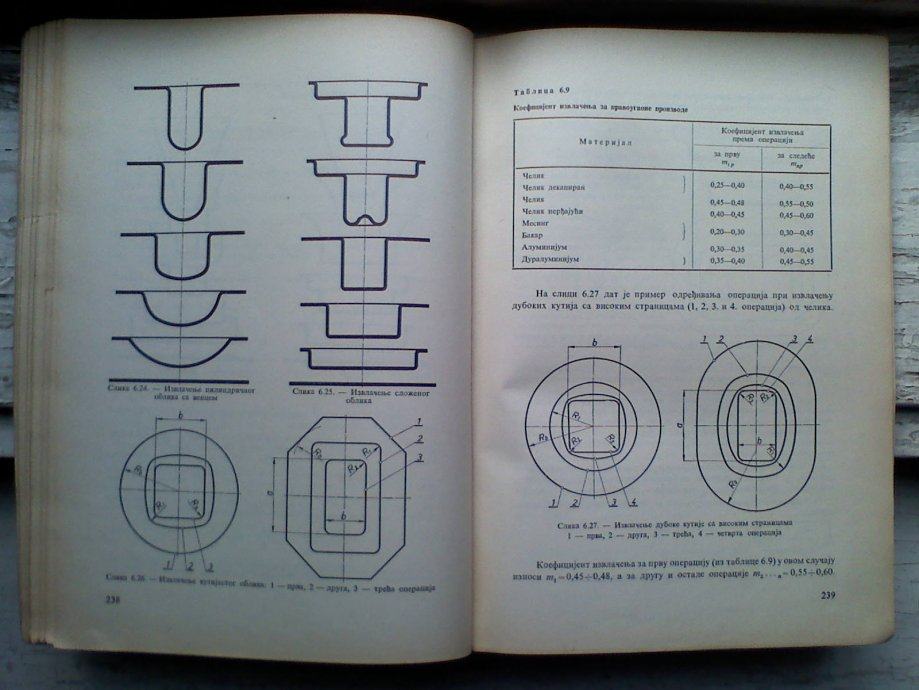 b
a
b
R₃
1
2
3
1
2
3
Слика 6.24. — Извлачење цилиндричног
облика са венцем
Слика 6.25. — Извлачење сложеног
облика
Слика 6.26. — Извлачење кутијастог облика: 1 — прва, 2 — друга, 3 — трећа операција
238
Таблица 6.9
Коефицијент извлачења за правоугаоне производе
Материјал
Коефицијент извлачења
према операцији
за прву
m₁ₚ
за следеће
mₙₚ
Челик
Челик декапиран 0,25—0,40 0,40—0,55
Челик 0,45—0,48 0,55—0,50
Челик нерђајући 0,40—0,45 0,45—0,60
Месинг
Бакар 0,20—0,30 0,30—0,45
Алуминијум 0,30—0,35 0,40—0,45
Дуралуминијум 0,35—0,40 0,45—0,55
На слици 6.27 дат је пример одређивања операција при извлачењу
дубоких кутија са високим страницама (1, 2, 3. и 4. операција) од челика.
b
1
2
3
4
1 2
3 4
a
b
Слика 6.27. — Извлачење дубоке кутије са високим страницама
1 — прва, 2 — друга, 3 — трећа, 4 — четврта операција
Коефицијент извлачења за прву операцију (из таблице 6.9) у овом случају
износи m₁=0,45÷0,48, а за другу и остале операције m₂...ₙ=0,55÷0,60.
239